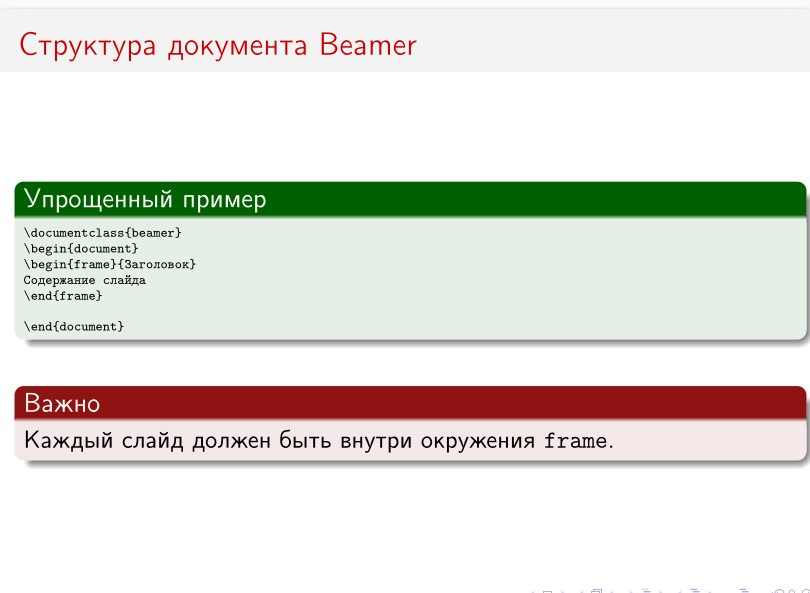 Структура документа Beamer
Упрощенный пример
\documentclass{beamer}
\begin{document}
\begin{frame}{Заголовок}
Содержание слайда
\end{frame}
\end{document}
Важно
Каждый слайд должен быть внутри окружения frame.